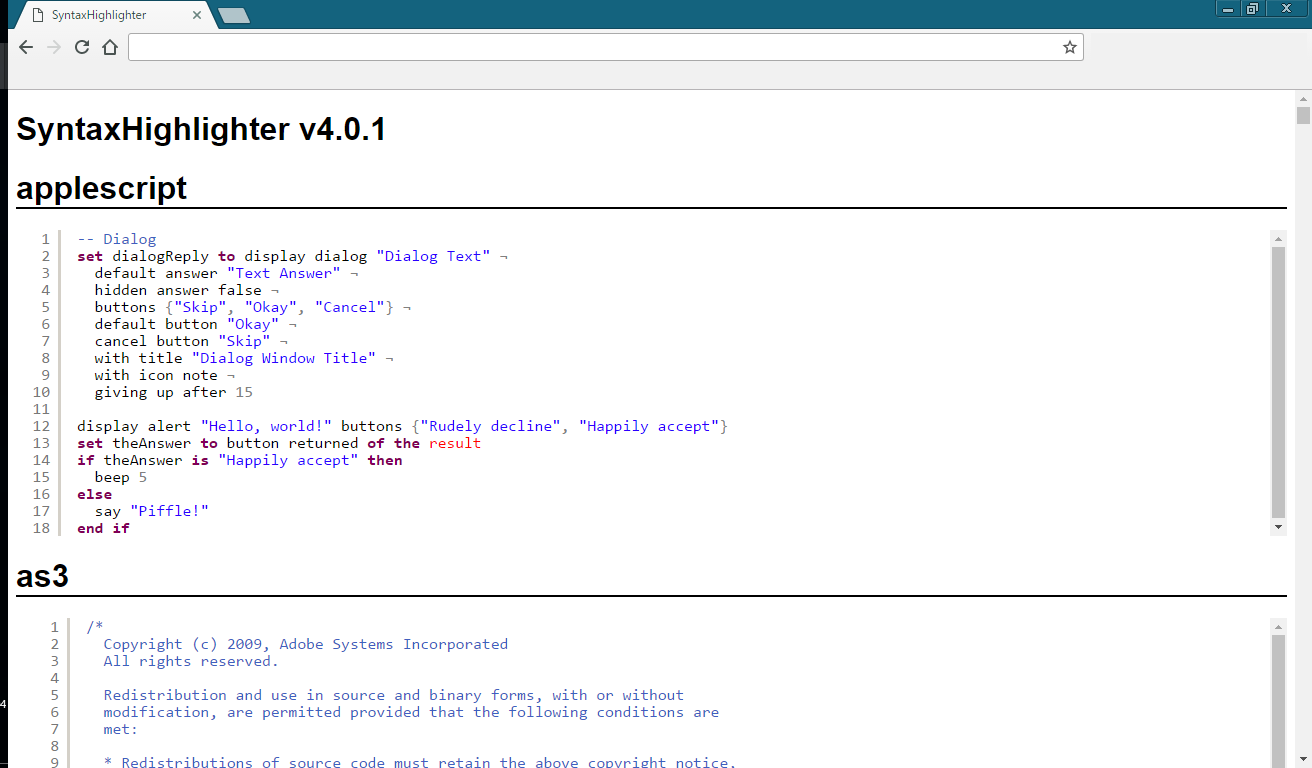 SyntaxHighlighter
SyntaxHighlighter v4.0.1
applescript
1 -- Dialog
2 set dialogReply to display dialog "Dialog Text" ¬
3 default answer "Text Answer" ¬
4 hidden answer false ¬
5 buttons {"Skip", "Okay", "Cancel"} ¬
6 default button "Okay" ¬
7 cancel button "Skip" ¬
8 with title "Dialog Window Title" ¬
9 with icon note ¬
10 giving up after 15
11
12 display alert "Hello, world!" buttons {"Rudely decline", "Happily accept"}
13 set theAnswer to button returned of the result
14 if theAnswer is "Happily accept" then
15 beep 5
16 else
17 say "Piffle!"
18 end if
as3
1 /*
2 Copyright (c) 2009, Adobe Systems Incorporated
3 All rights reserved.
4
5 Redistribution and use in source and binary forms, with or without
6 modification, are permitted provided that the following conditions are
7 met:
8
9 * Redistributions of source code must retain the above copyright notice,
4